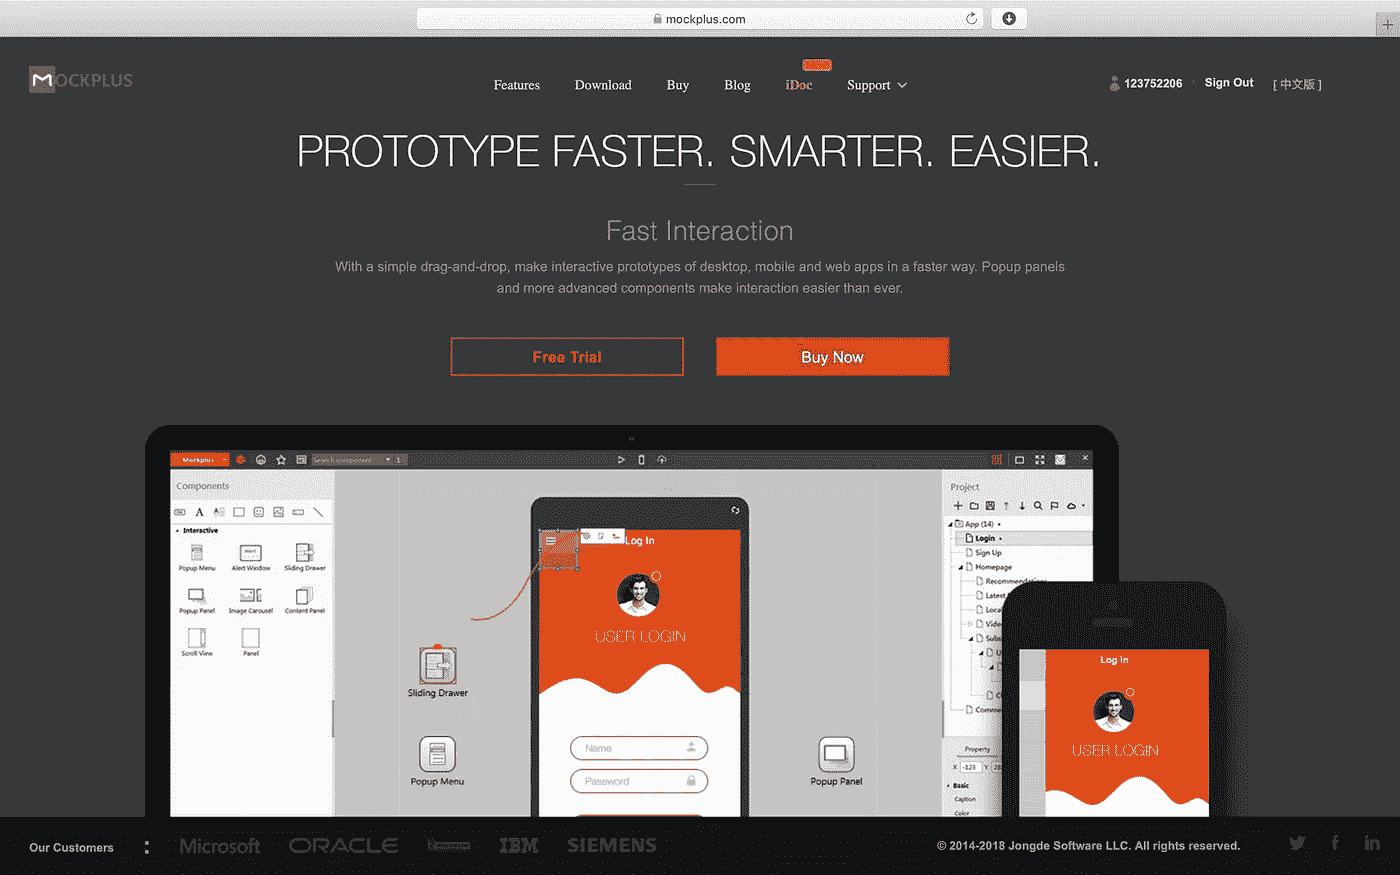 mockplus.com
MOCKPLUS
Features Download Buy Blog iDoc Support
123752206 Sign Out [ 中文版 ]
PROTOTYPE FASTER. SMARTER. EASIER.
Fast Interaction
With a simple drag-and-drop, make interactive prototypes of desktop, mobile and web apps in a faster way. Popup panels
and more advanced components make interaction easier than ever.
Free Trial Buy Now
Mockplus Search component 1
Components
Interactive
Popup Menu Alert Window Sliding Drawer
Alert
Popup Panel Image Carousel Content Panel
Scroll View Panel
Sliding Drawer
Popup Menu
Log In
USER LOGIN
Name
Password
Popup Panel
Project
App (14)
Login
Sign Up
Homepage
Latest
Property
X -123 Y
Basic
Caption
Color
Log In
USER LOGIN
Our Customers : Microsoft ORACLE IBM SIEMENS © 2014-2018 Jongde Software LLC. All rights reserved.